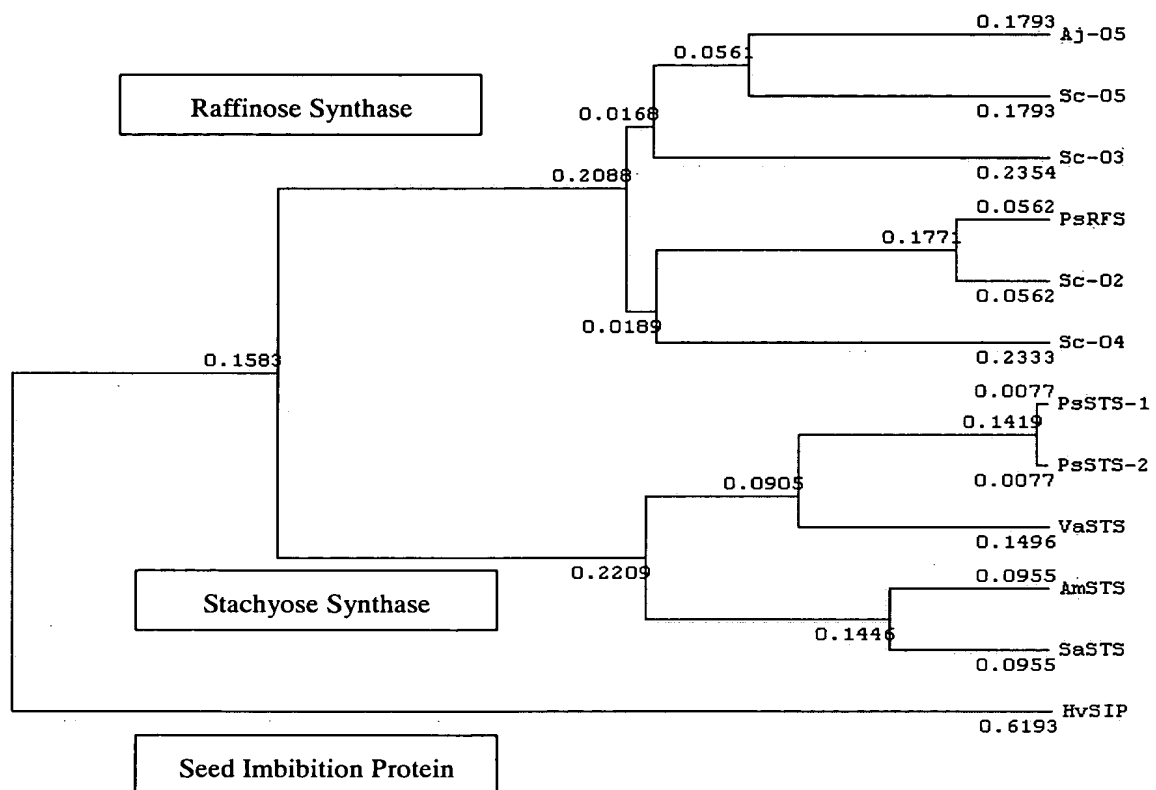 0.1793
Aj-05
0.0561
Sc-05
0.1793
Raffinose Synthase
0.0168
Sc-03
0.2354
0.2088
0.0562
PsRFS
0.1771
Sc-02
0.0562
0.0189
Sc-04
0.2333
0.1583
0.0077
PsSTS-1
0.1419
PsSTS-2
0.0077
0.0905
VaSTS
0.1496
0.2209
0.0955
AmSTS
Stachyose Synthase
0.1446
SaSTS
0.0955
HvSIP
0.6193
Seed Imbibition Protein